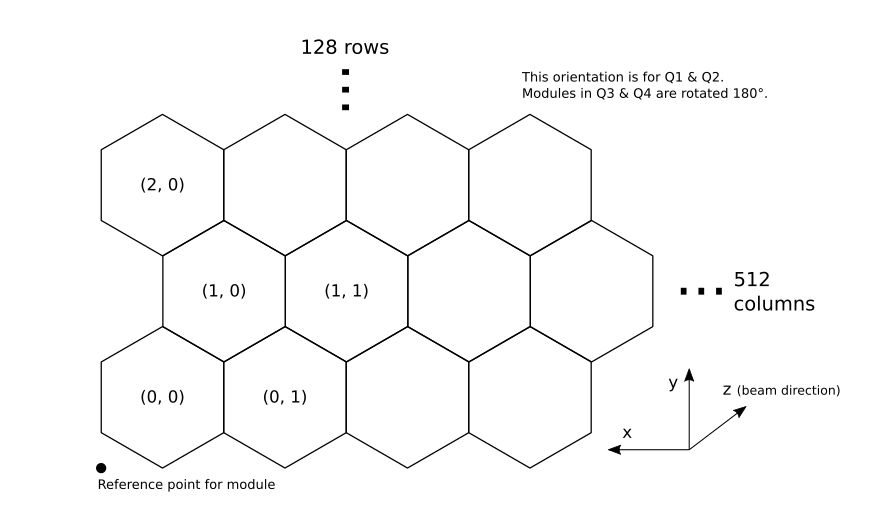 128 rows
This orientation is for Q1 & Q2.
Modules in Q3 & Q4 are rotated 180°.
(2, 0)
(1, 0)
(1, 1)
512
columns
(0, 0)
(0, 1)
y
z (beam direction)
x
Reference point for module